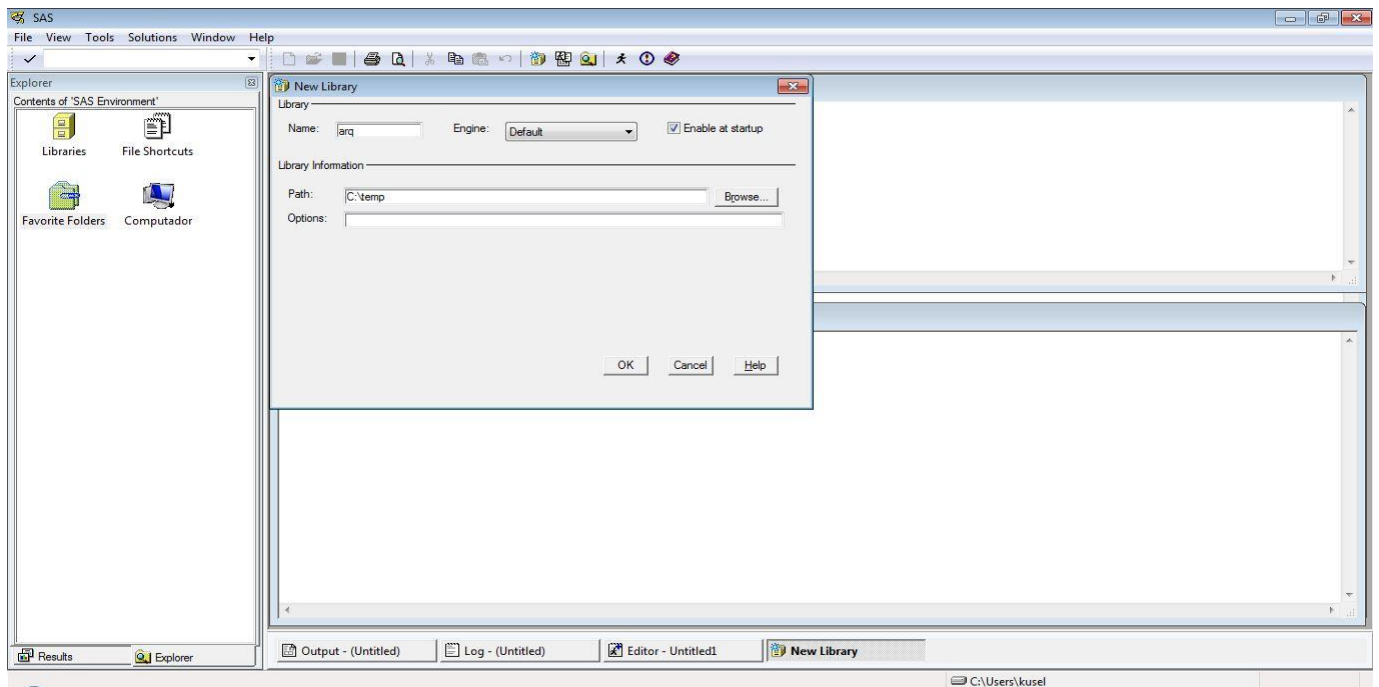 SAS
File View Tools Solutions Window Help
Explorer
Contents of 'SAS Environment'
Libraries
File Shortcuts
Favorite Folders
Computador
New Library
Library
Name: arq
Engine: Default
Enable at startup
Library Information
Path: C:\temp
Browse...
Options:
OK
Cancel
Help
Results
Explorer
Output - (Untitled)
Log - (Untitled)
Editor - Untitled1
New Library
C:\Users\kusel